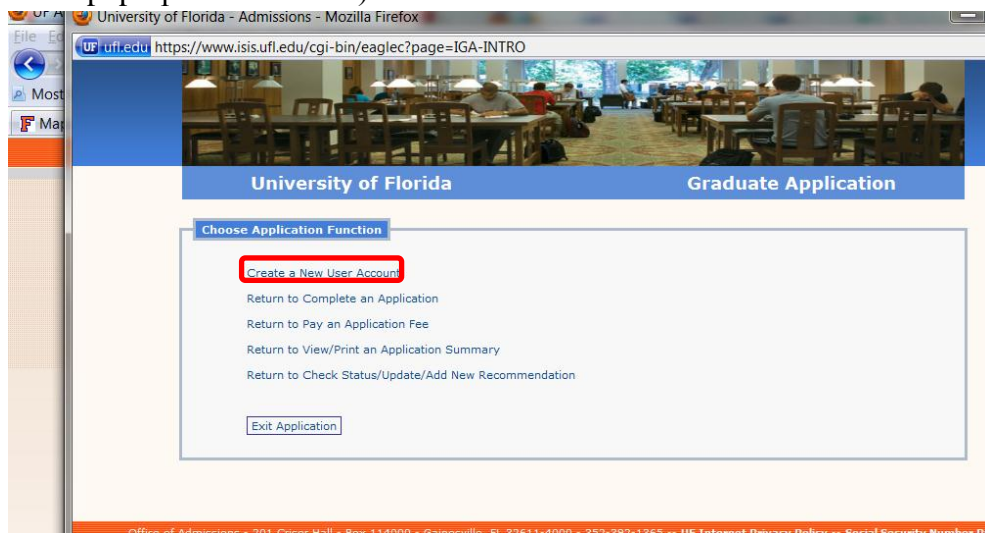 University of Florida - Admissions - Mozilla Firefox
File Ed
ufl.edu https://www.isis.ufl.edu/cgi-bin/eaglec?page=IGA-INTRO
Most
Map
University of Florida Graduate Application
Choose Application Function
Create a New User Account
Return to Complete an Application
Return to Pay an Application Fee
Return to View/Print an Application Summary
Return to Check Status/Update/Add New Recommendation
Exit Application